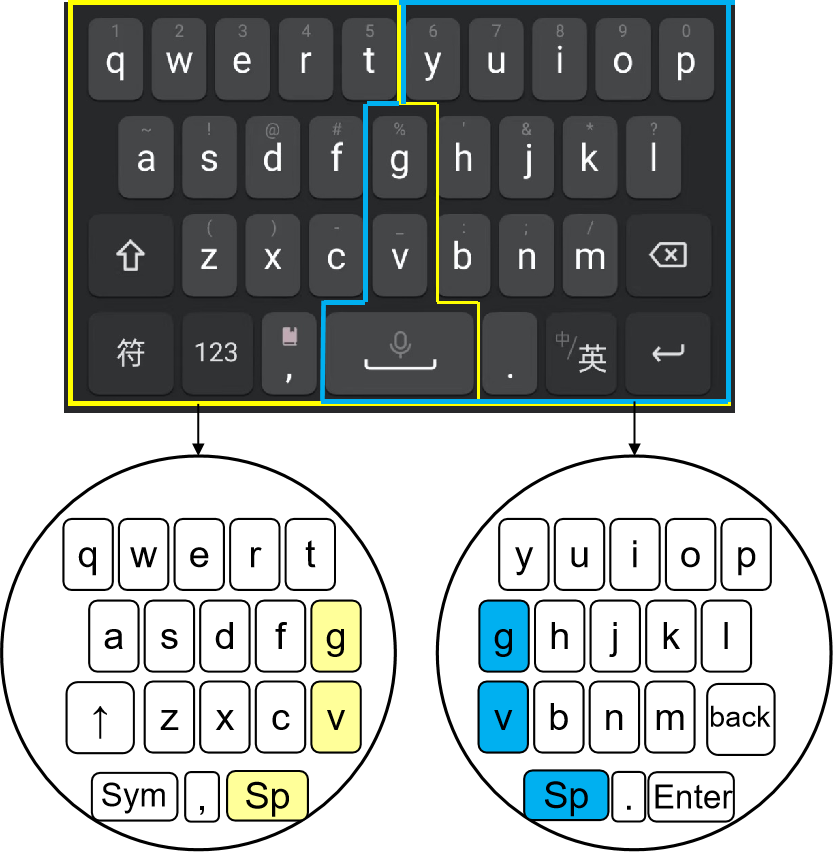 1 2 3 4 5 6 7 8 9 0
q w e r t y u i o p
~ ! @ # % ' & * ?
a s d f g h j k l
( ) - _ : ; /
z x c v b n m
符 123 , . 中/英
q w e r t
a s d f g
↑ z x c v
Sym , Sp
y u i o p
g h j k l
v b n m back
Sp . Enter